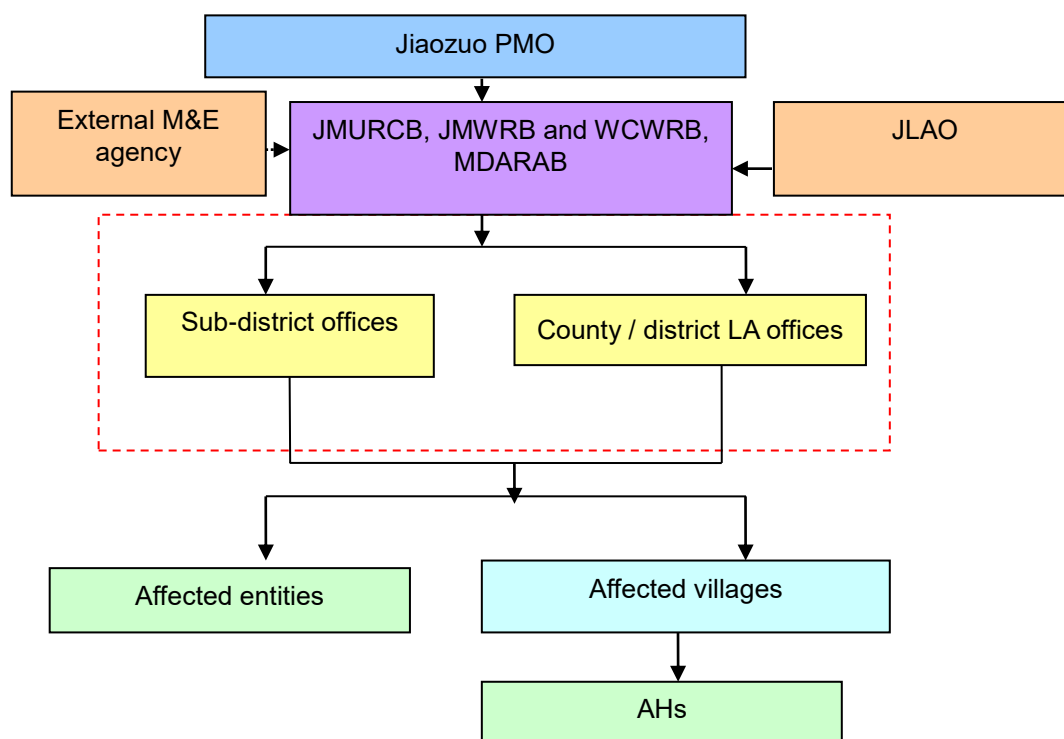 Jiaozuo PMO
External M&E
agency
JMURCB, JMWRB and WCWRB,
MDARAB
JLAO
Sub-district offices
County / district LA offices
Affected entities
Affected villages
AHs